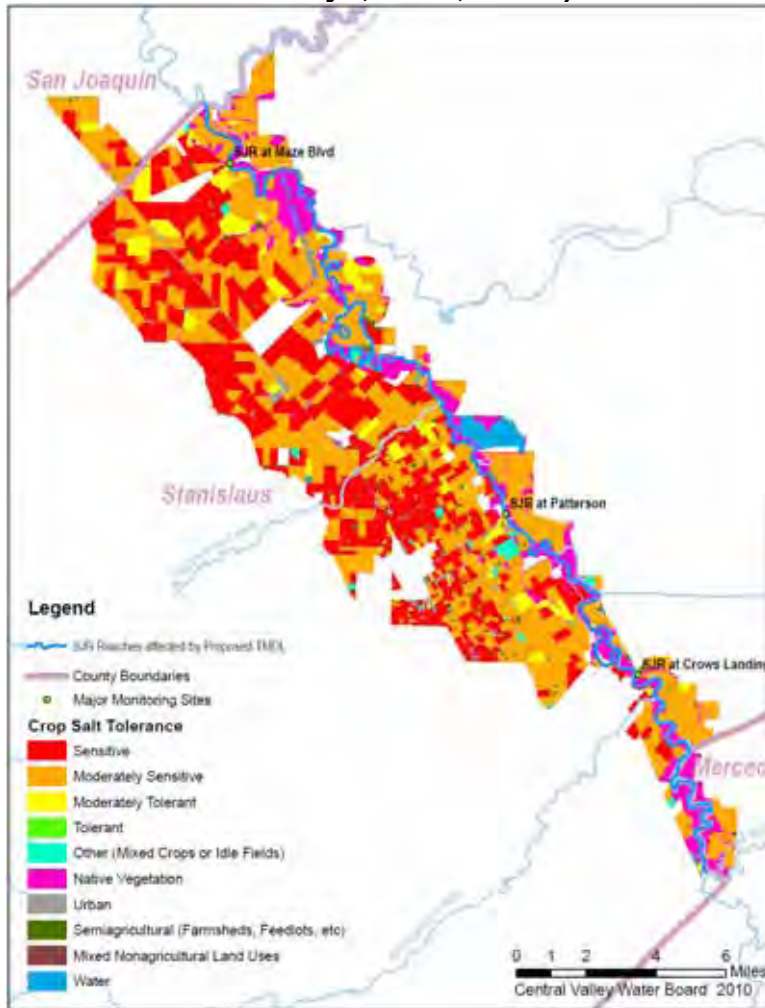 San Joaquin
SJR at Maze Blvd
Stanislaus
SJR at Patterson
SJR at Crows Landing
Merced
Legend
SJR Reaches affected by Proposed TMDL
County Boundaries
Major Monitoring Sites
Crop Salt Tolerance
Sensitive
Moderately Sensitive
Moderately Tolerant
Tolerant
Other (Mixed Crops or Idle Fields)
Native Vegetation
Urban
Semiagricultural (Farmsheds, Feedlots, etc)
Mixed Nonagricultural Land Uses
Water
0 1 2 4 6
Miles
Central Valley Water Board 2010